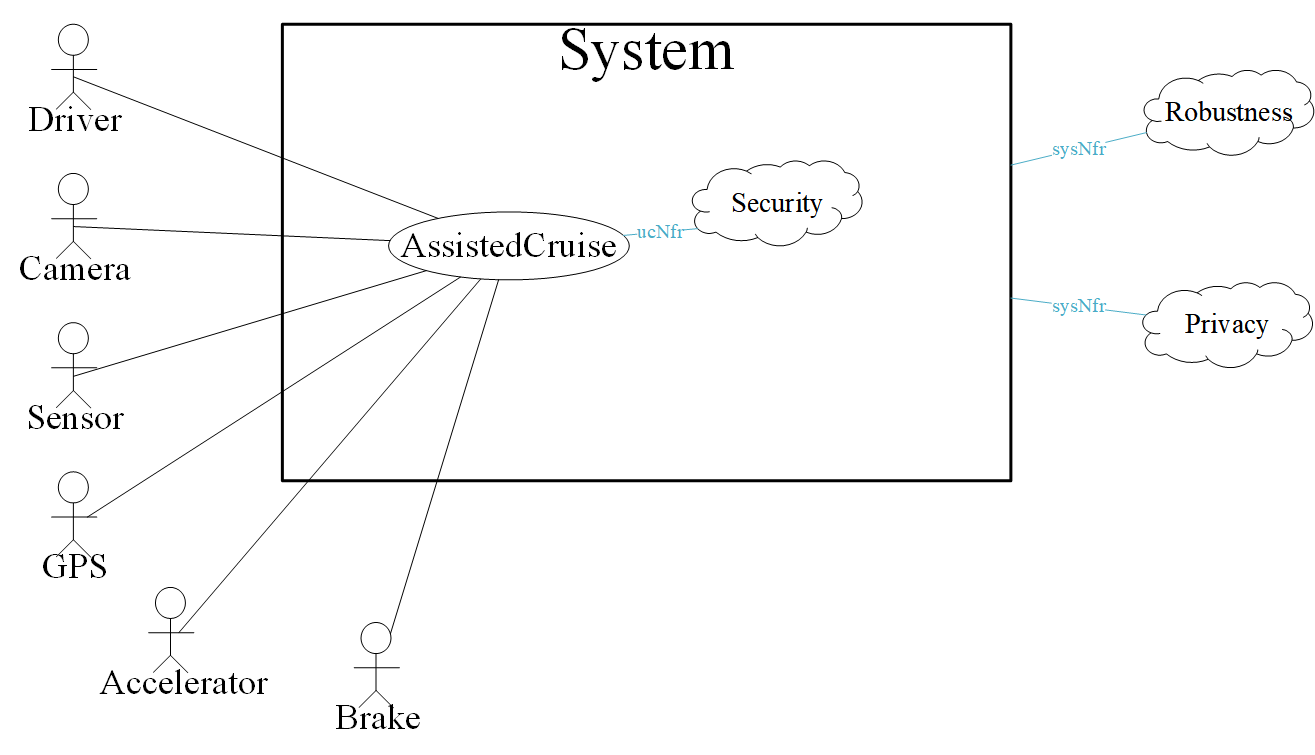 System
Driver
Robustness
sysNfr
Security
ucNfr
AssistedCruise
Camera
sysNfr
Privacy
Sensor
GPS
Accelerator
Brake